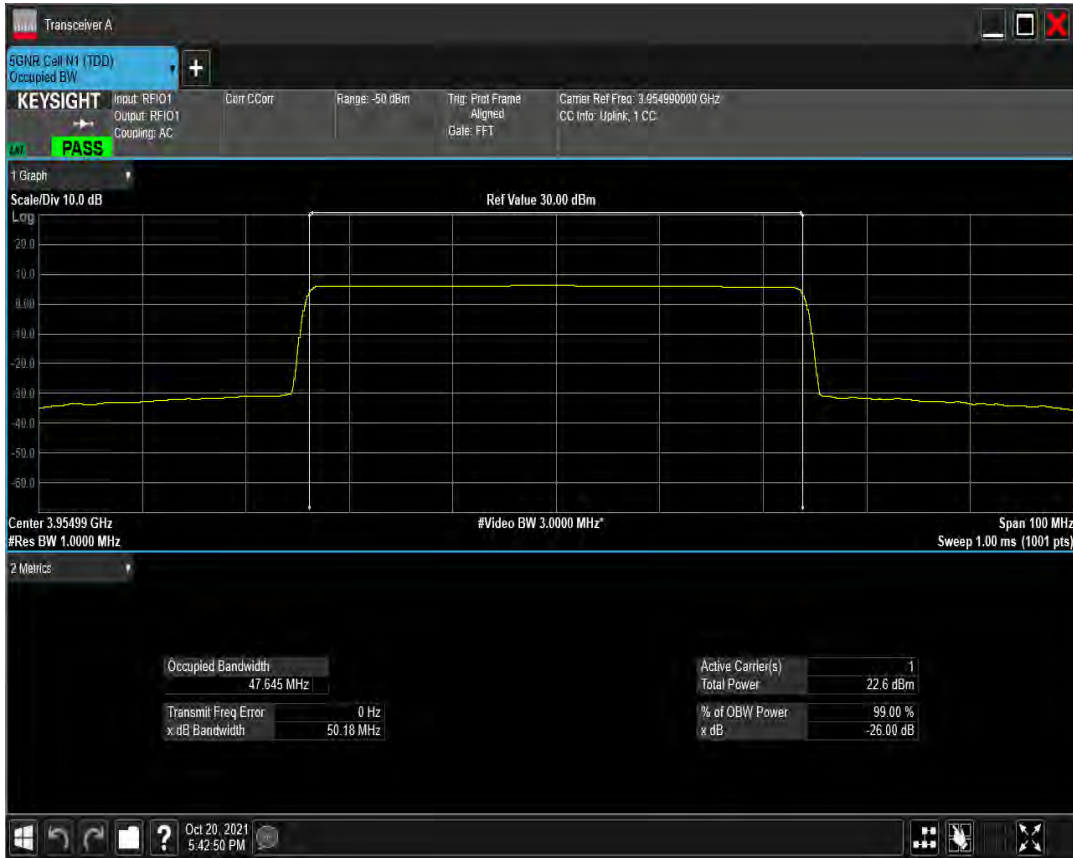 Transceiver A
5GNR Cell N1 (TDD)
Occupied BW
+
KEYSIGHT
PASS
Input: RFIO1
Output: RFIO1
Coupling: AC
Corr CCorr
Range: -50 dBm
Trig: Prot Frame
Aligned
Gate: FFT
Carrier Ref Freq: 3.954990000 GHz
CC Info: Uplink, 1 CC
1 Graph
Scale/Div 10.0 dB
Ref Value 30.00 dBm
Log
20.0
10.0
0.00
-10.0
-20.0
-30.0
-40.0
-50.0
-60.0
Center 3.95499 GHz
#Video BW 3.0000 MHz*
Span 100 MHz
#Res BW 1.0000 MHz
Sweep 1.00 ms (1001 pts)
2 Metrics
Occupied Bandwidth
47.645 MHz
Transmit Freq Error 0 Hz
x dB Bandwidth 50.18 MHz
Active Carrier(s) 1
Total Power 22.6 dBm
% of OBW Power 99.00 %
x dB -26.00 dB
?
Oct 20, 2021
5:42:50 PM